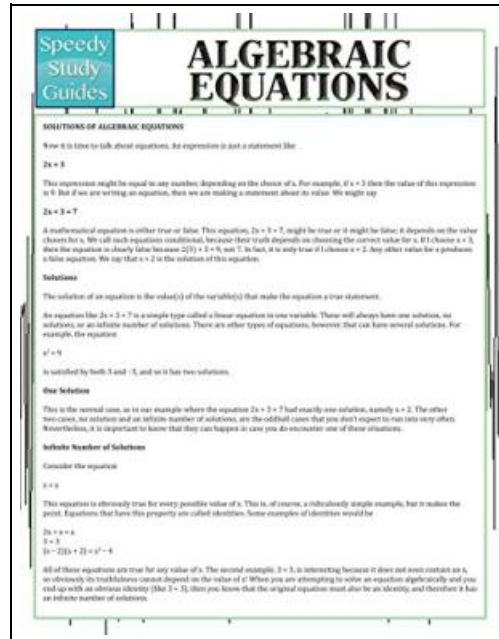 Speedy
Study
Guides
ALGEBRAIC
EQUATIONS
SOLUTIONS OF ALGEBRAIC EQUATIONS
Now it is time to talk about equations. An expression is just a statement like
2x + 3
This expression might be equal to any number, depending on the choice of x. For example, if x = 3 then the value of this expression
is 9. But if we are writing an equation, then we are making a statement about its value. We might say
2x + 3 = 7
A mathematical equation is either true or false. This equation, 2x + 3 = 7, might be true or it might be false; it depends on the value
chosen for x. We call such equations conditional, because their truth depends on choosing the correct value for x. If I choose x = 3,
then the equation is clearly false because 2(3) + 3 = 9, not 7. In fact, it is only true if I choose x = 2. Any other value for x produces
a false equation. We say that x = 2 is the solution of this equation.
Solutions
The solution of an equation is the value(s) of the variable(s) that make the equation a true statement.
An equation like 2x + 3 = 7 is a simple type called a linear equation in one variable. These will always have one solution, no
solutions, or an infinite number of solutions. There are other types of equations, however, that can have several solutions. For
example, the equation
x² = 9
is satisfied by both 3 and -3, and so it has two solutions.
One Solution
This is the normal case, as in our example where the equation 2x + 3 = 7 had exactly one solution, namely x = 2. The other
two cases, no solution and an infinite number of solutions, are the oddball cases that you don't expect to run into very often.
Nevertheless, it is important to know that they can happen in case you do encounter one of these situations.
Infinite Number of Solutions
Consider the equation
x = x
This equation is obviously true for every possible value of x. This is, of course, a ridiculously simple example, but it makes the
point. Equations that have this property are called identities. Some examples of identities would be
2x = x + x
3 = 3
(x – 2)(x + 2) = x² – 4
All of these equations are true for any value of x. The second example, 3 = 3, is interesting because it does not even contain an x,
so obviously its truthfulness cannot depend on the value of x! When you are attempting to solve an equation algebraically and you
end up with an obvious identity (like 3 = 3), then you know that the original equation must also be an identity, and therefore it has
an infinite number of solutions.